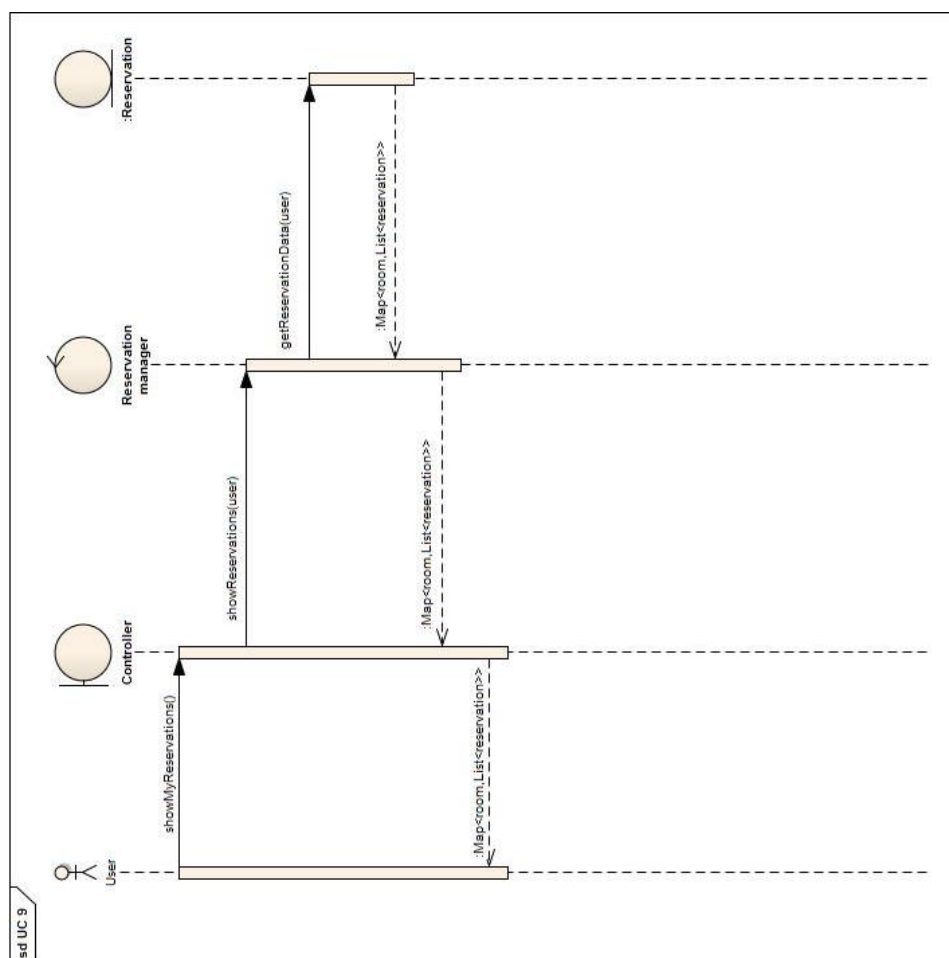 sd UC 9
User
Controller
Reservation
manager
:Reservation
showMyReservations()
showReservations(user)
getReservationData(user)
:Map<room,List<reservation>>
:Map<room,List<reservation>>
:Map<room,List<reservation>>